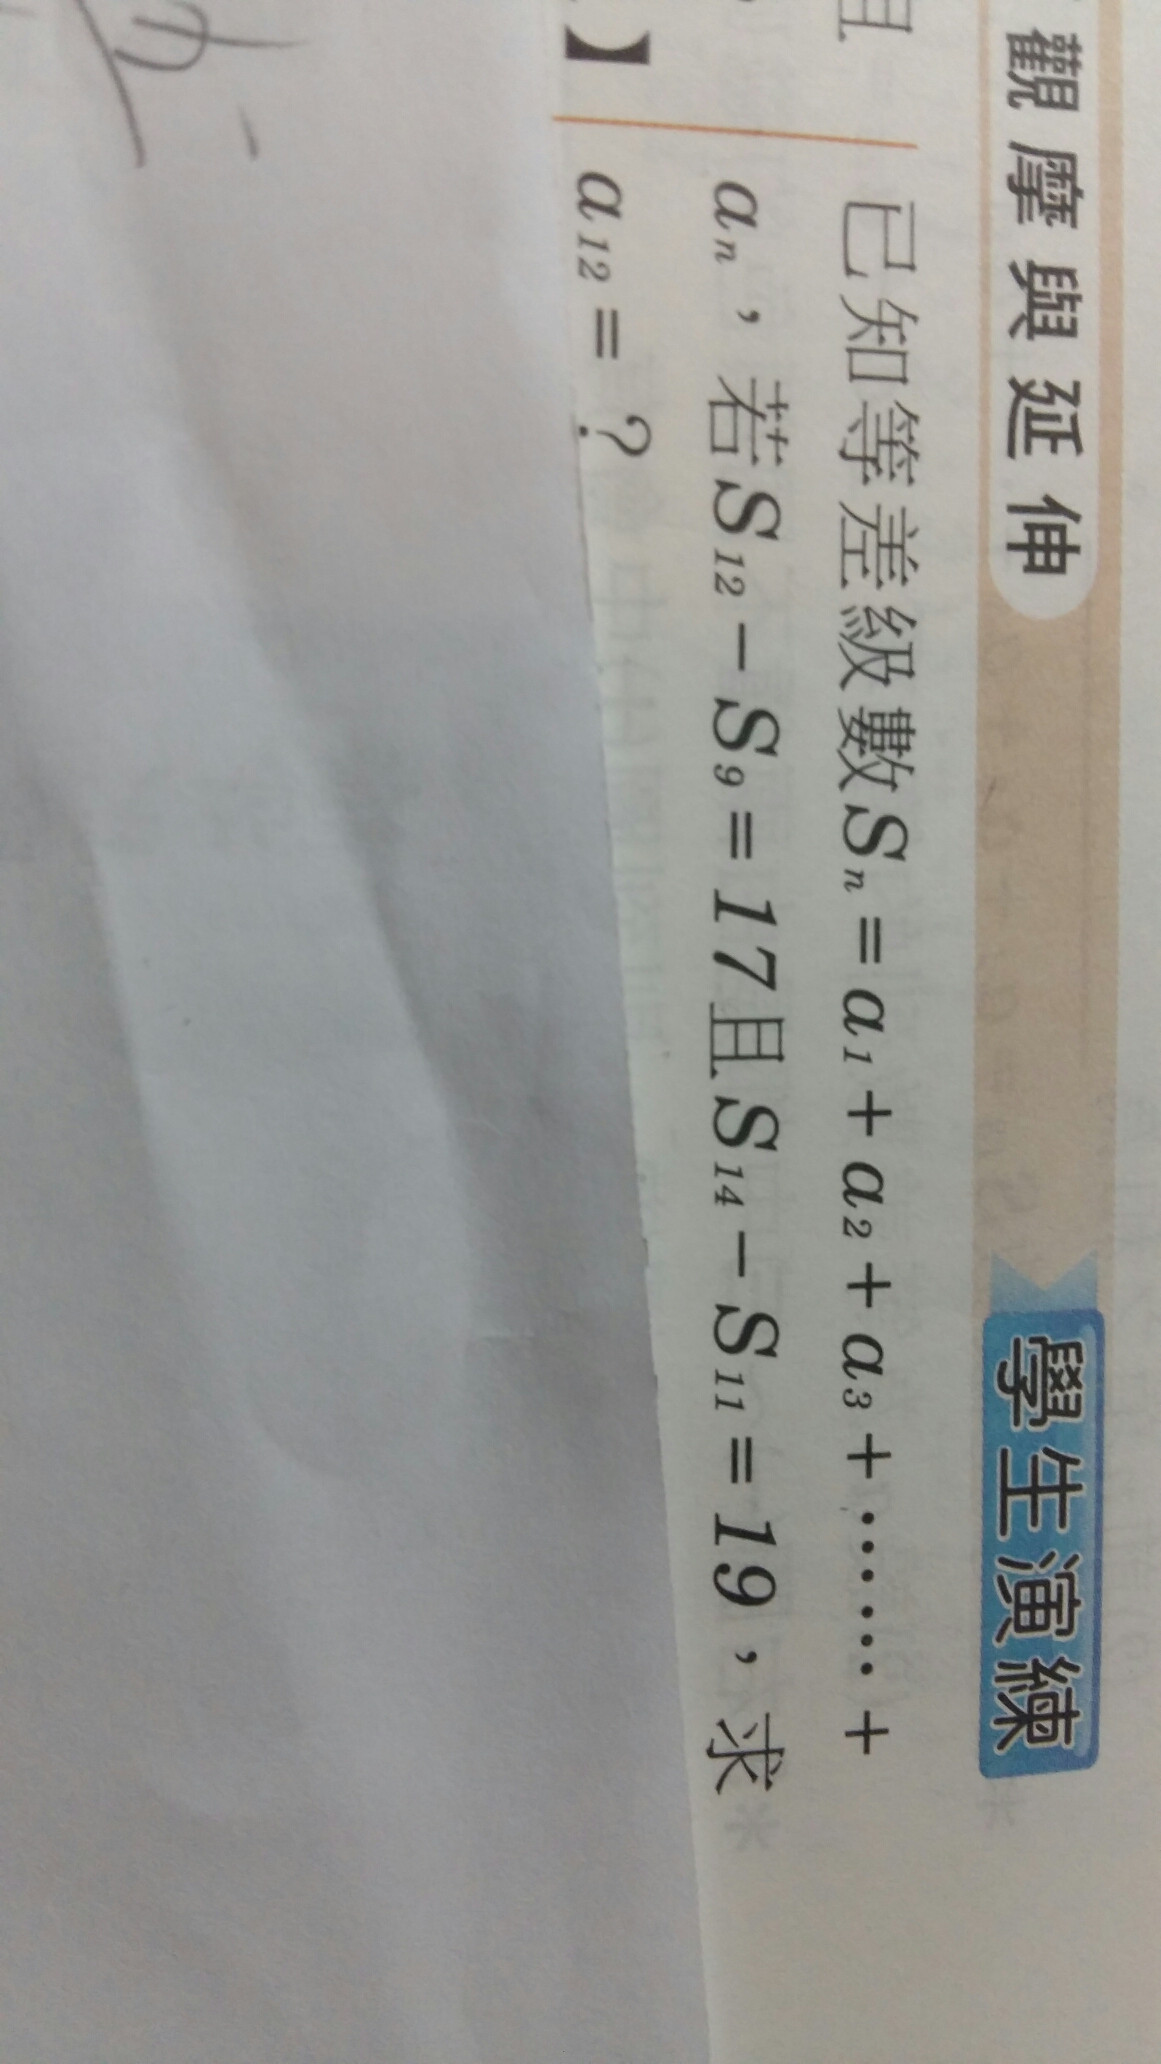 觀摩與延伸
學生演練
已知等差級數Sₙ=a₁+a₂+a₃+⋯⋯+
aₙ,若S₁₂-S₉=17且S₁₄-S₁₁=19,求
a₁₂=?
且
】